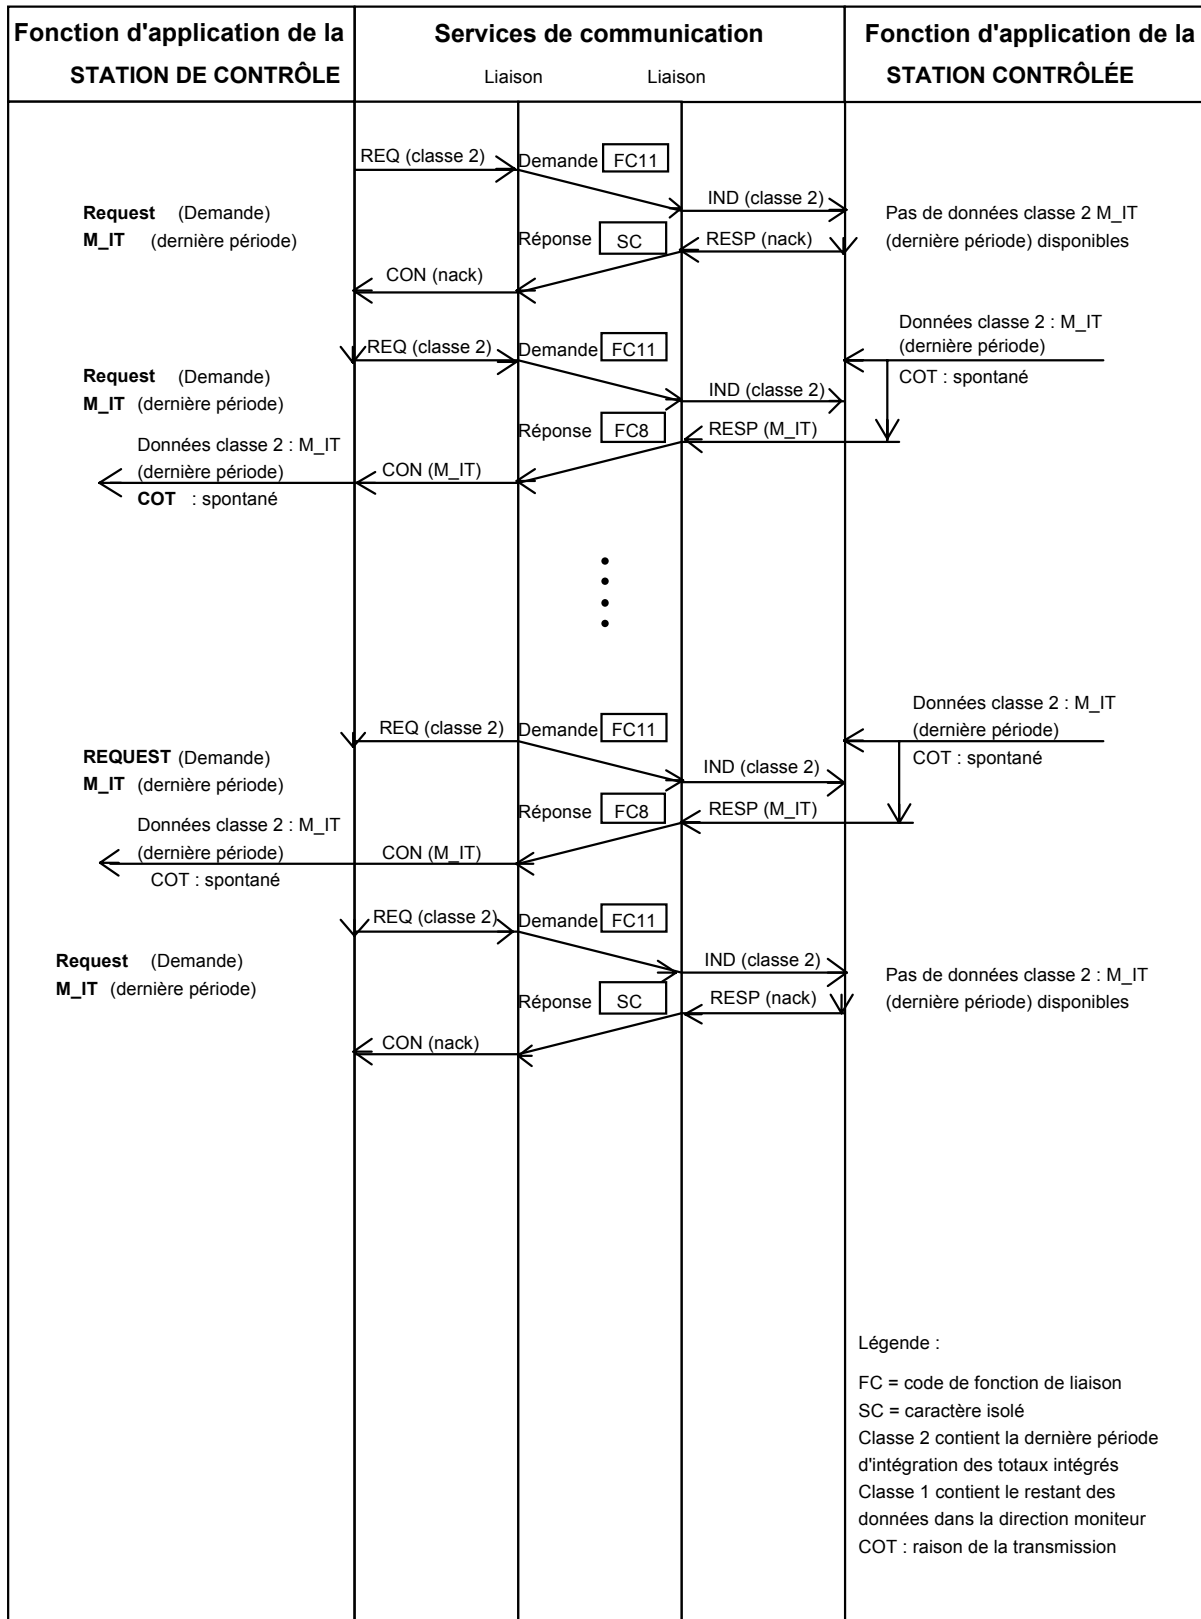 Fonction d'application de la
STATION DE CONTRÔLE
Services de communication
Liaison Liaison
Fonction d'application de la
STATION CONTRÔLÉE
REQ (classe 2)
Demande FC11
IND (classe 2)
Request (Demande)
M_IT (dernière période)
Pas de données classe 2 M_IT
(dernière période) disponibles
Réponse SC
RESP (nack)
CON (nack)
Données classe 2 : M_IT
(dernière période)
COT : spontané
REQ (classe 2)
Demande FC11
IND (classe 2)
Request (Demande)
M_IT (dernière période)
Réponse FC8
RESP (M_IT)
Données classe 2 : M_IT
(dernière période)
COT : spontané
CON (M_IT)
Données classe 2 : M_IT
(dernière période)
COT : spontané
REQ (classe 2)
Demande FC11
IND (classe 2)
REQUEST (Demande)
M_IT (dernière période)
Réponse FC8
RESP (M_IT)
Données classe 2 : M_IT
(dernière période)
COT : spontané
CON (M_IT)
REQ (classe 2)
Demande FC11
IND (classe 2)
Request (Demande)
M_IT (dernière période)
Pas de données classe 2 : M_IT
(dernière période) disponibles
Réponse SC
RESP (nack)
CON (nack)
Légende :
FC = code de fonction de liaison
SC = caractère isolé
Classe 2 contient la dernière période
d'intégration des totaux intégrés
Classe 1 contient le restant des
données dans la direction moniteur
COT : raison de la transmission